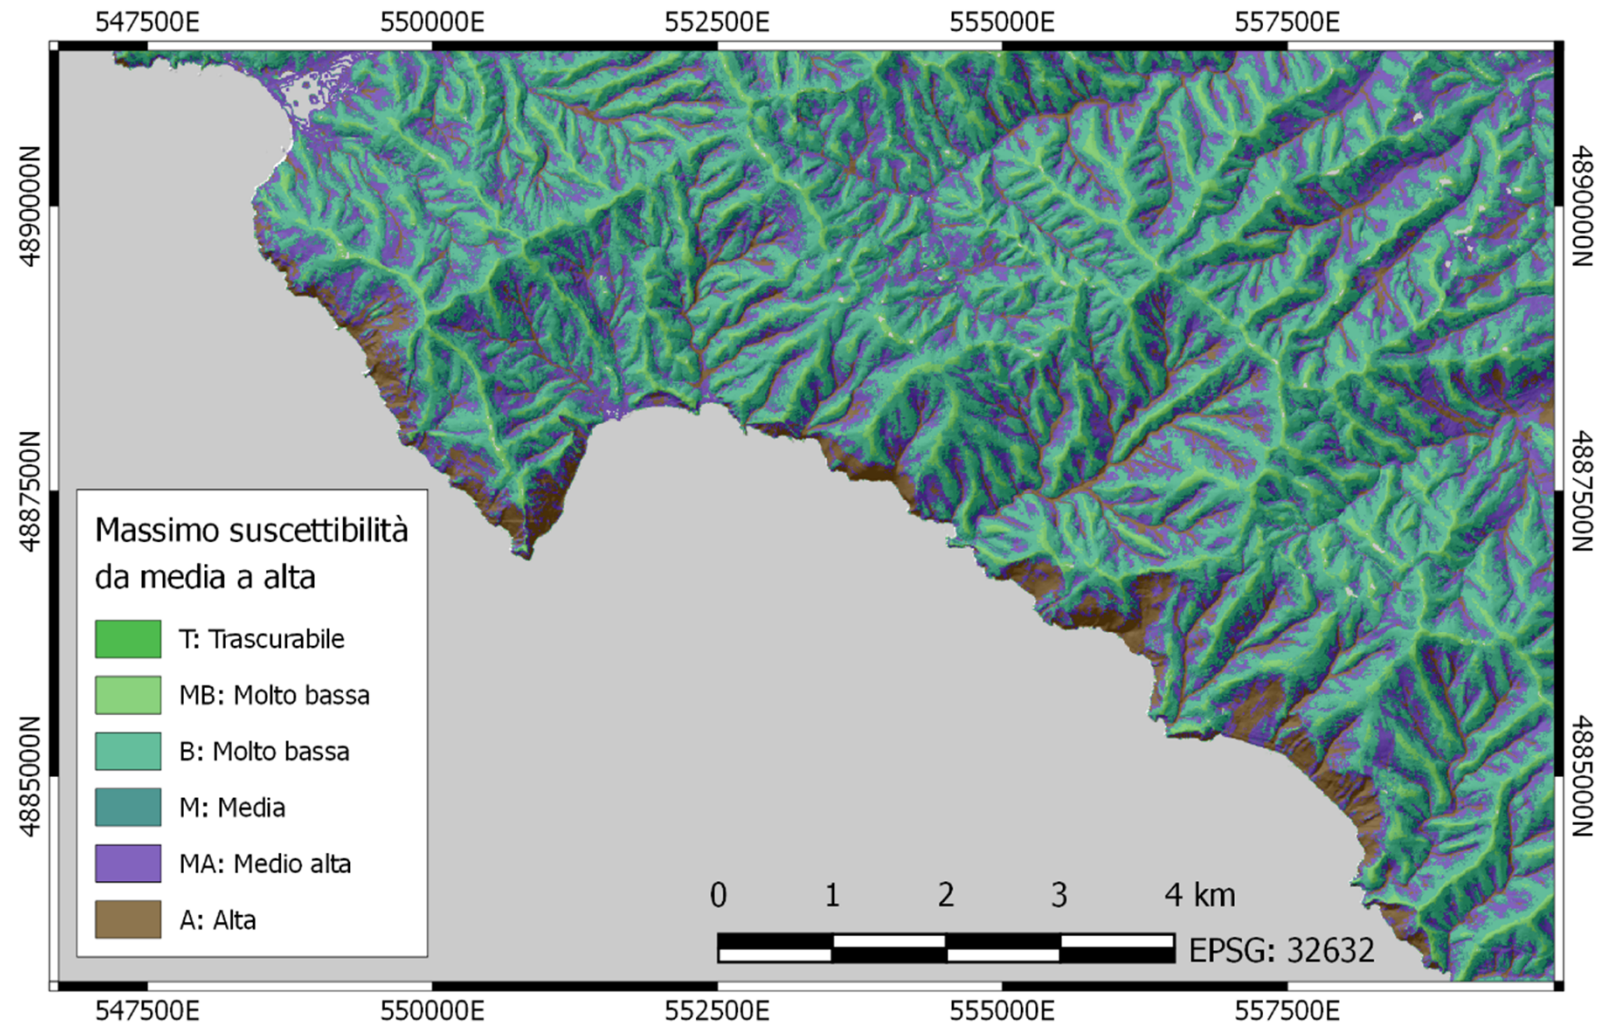 547500E
550000E
552500E
555000E
557500E
4890000N
4890000N
4887500N
4887500N
4885000N
4885000N
Massimo suscettibilità
da media a alta
T: Trascurabile
MB: Molto bassa
B: Molto bassa
M: Media
MA: Medio alta
A: Alta
0 1 2 3 4 km
EPSG: 32632
547500E
550000E
552500E
555000E
557500E